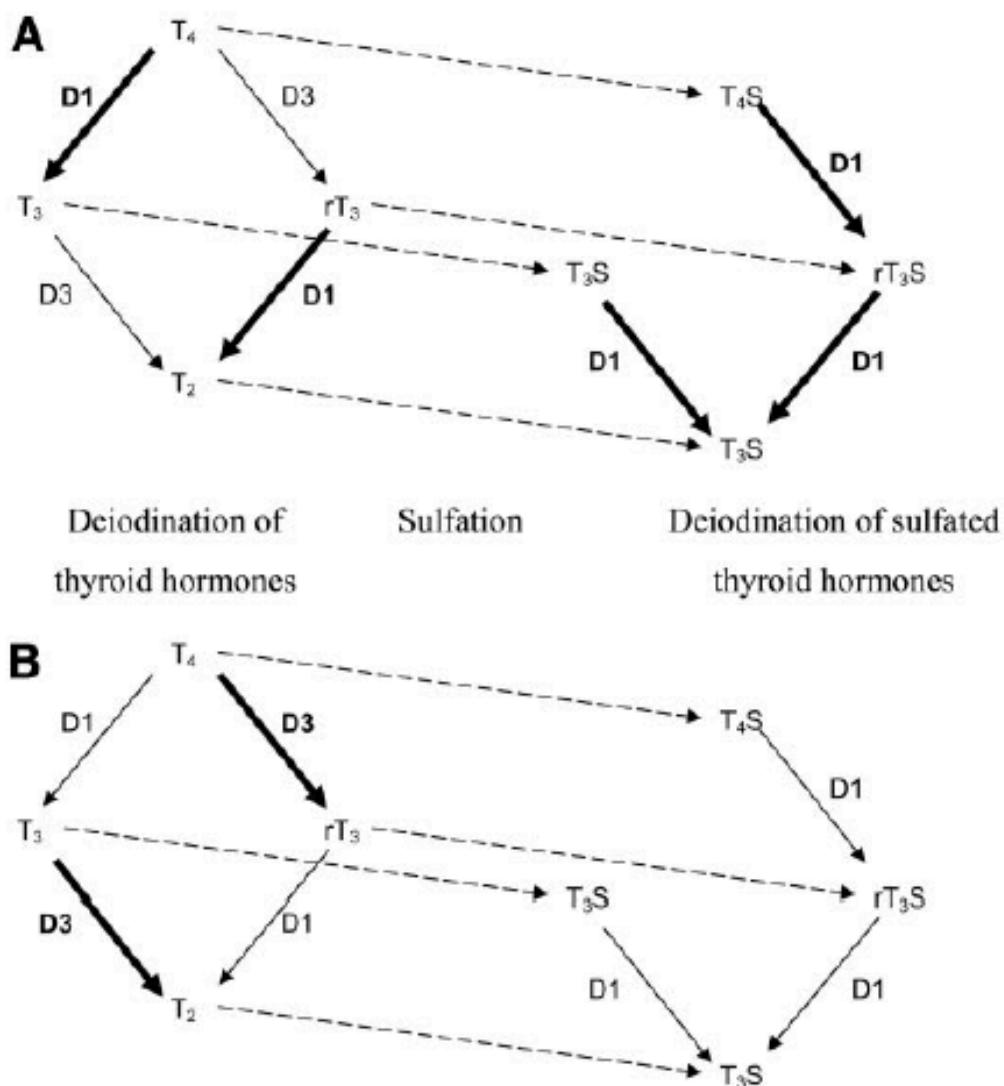 A
T₄
D1
D3
T₄S
D1
T₃
rT₃
D3
D1
T₃S
rT₃S
D1
D1
T₂
T₃S
Deiodination of
thyroid hormones
Sulfation
Deiodination of sulfated
thyroid hormones
B
T₄
D1
D3
T₄S
D1
T₃
rT₃
D3
D1
T₃S
rT₃S
D1
D1
T₂
T₃S